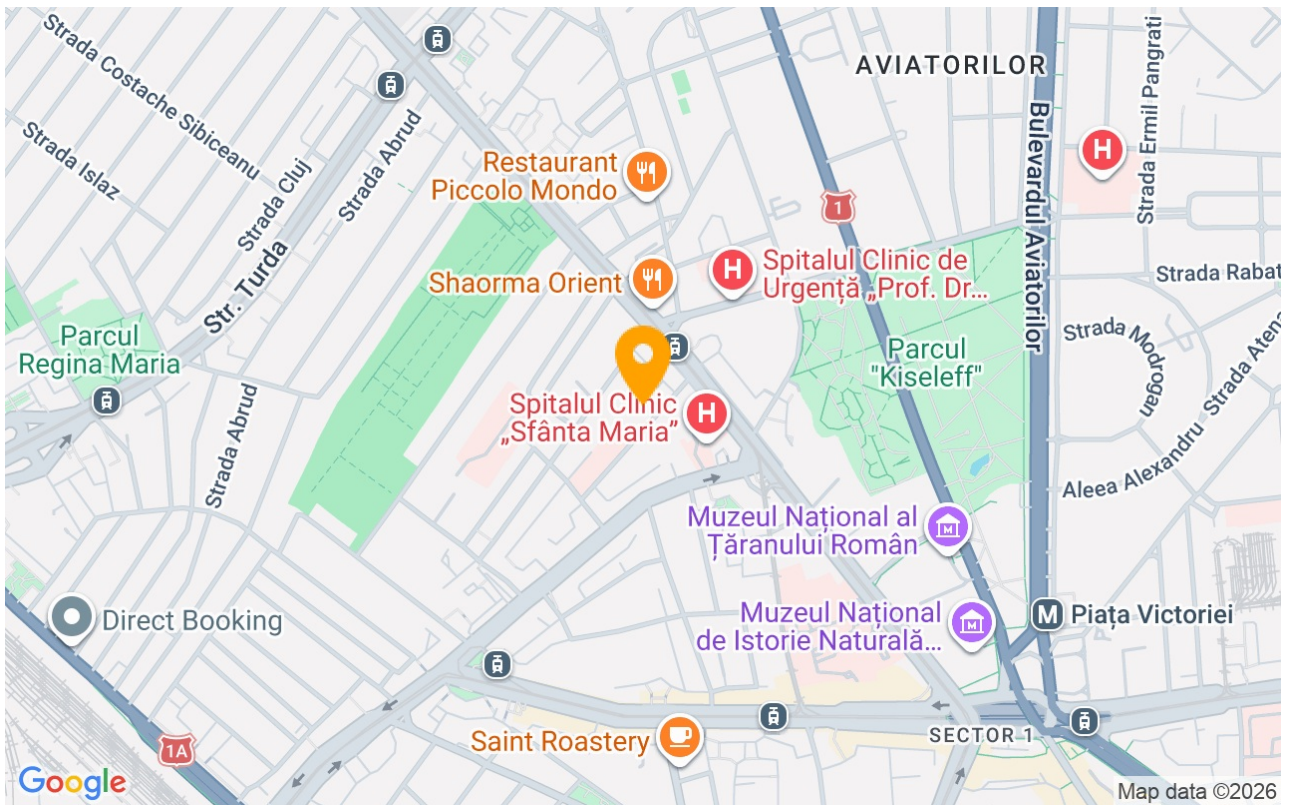 Strada Costache Sibiceanu
Strada Islaz
Strada Cluj
Strada Abrud
Str. Turda
Restaurant
Piccolo Mondo
Shaorma Orient
AVIATORILOR
Bulevardul Aviatorilor
Strada Ermil Pangrati
H
1
H
Spitalul Clinic de
Urgență „Prof. Dr...
Strada Rabat
Strada Modrogan
Strada Atena
Aleea Alexandru
Parcul
Regina Maria
Parcul
"Kiseleff"
Strada Abrud
Spitalul Clinic
„Sfânta Maria”
H
Muzeul Național al
Țăranului Român
M
Muzeul Național
de Istorie Naturală...
M
M
Piața Victoriei
Direct Booking
Saint Roastery
SECTOR 1
1A
Google
Map data ©2026